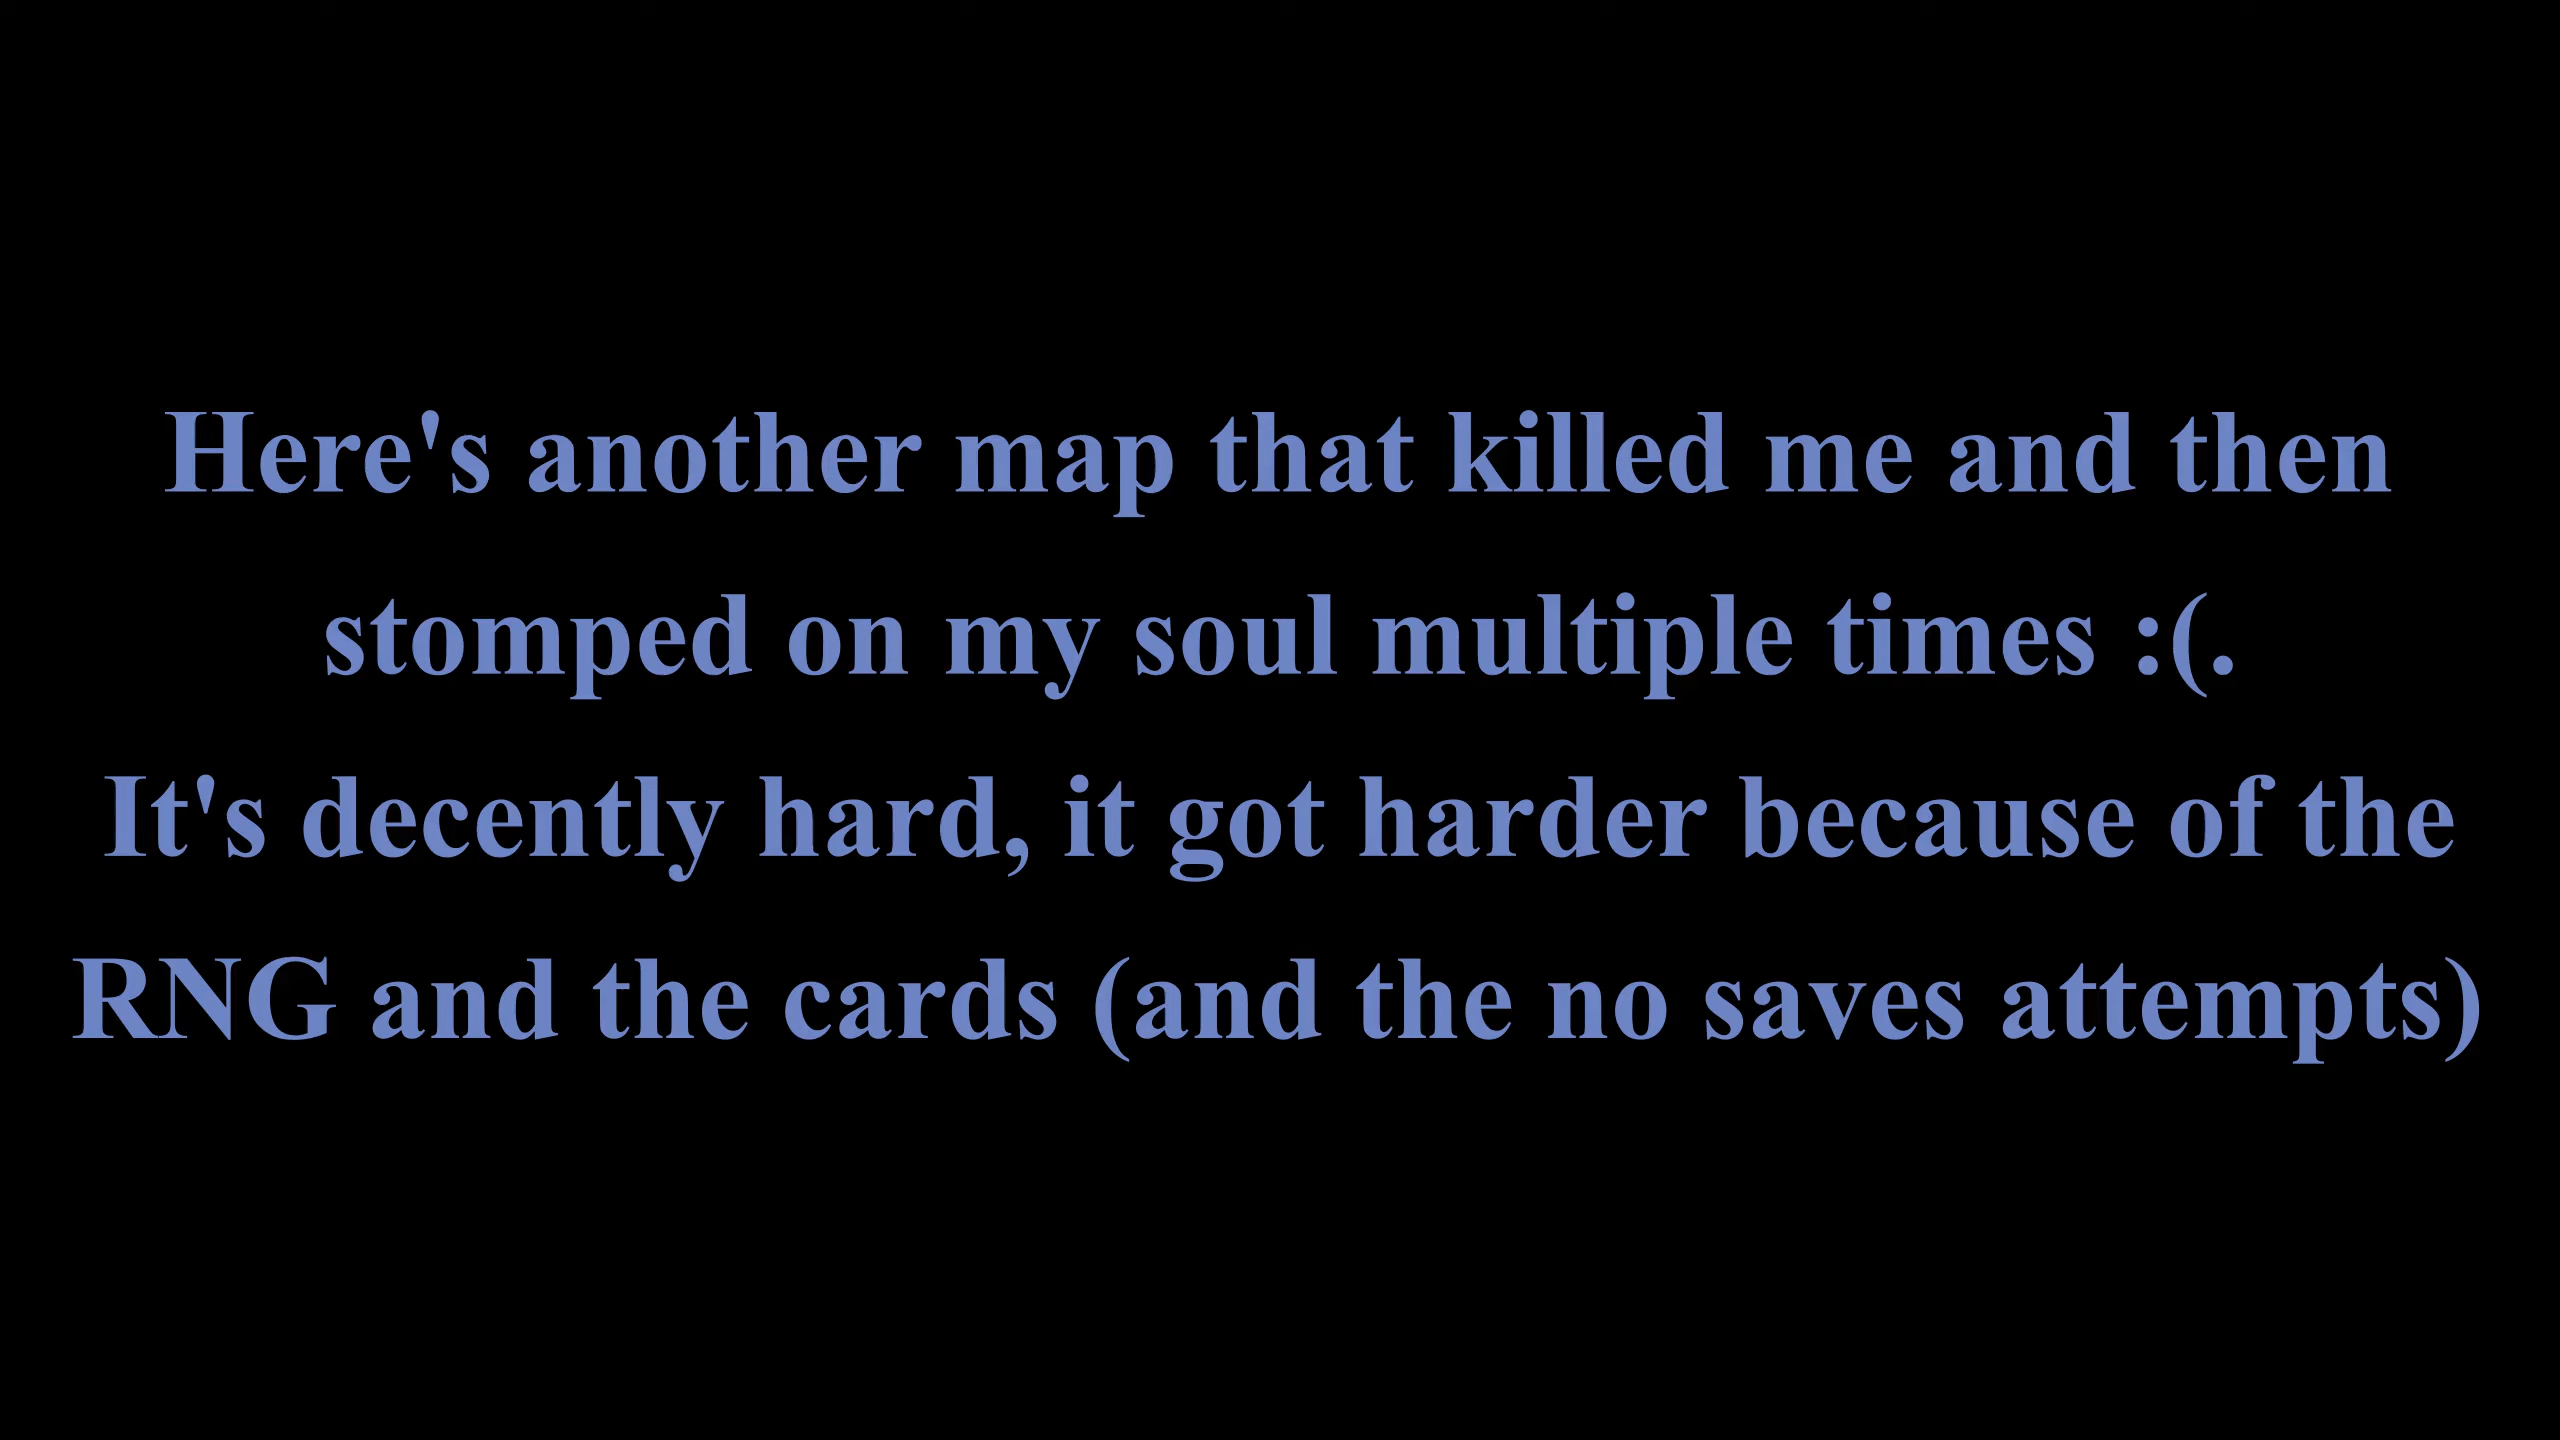 Here's another map that killed me and then
stomped on my soul multiple times :(.
It's decently hard, it got harder because of the
RNG and the cards (and the no saves attempts)